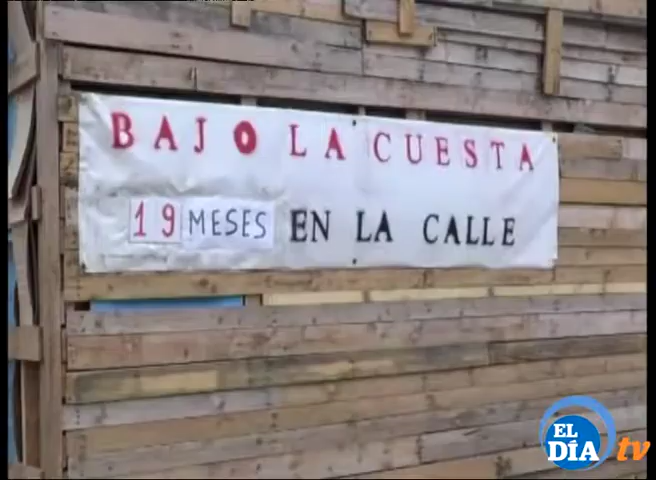 BAJO LA CUESTA
19 MESES EN LA CALLE
EL DÍA tv